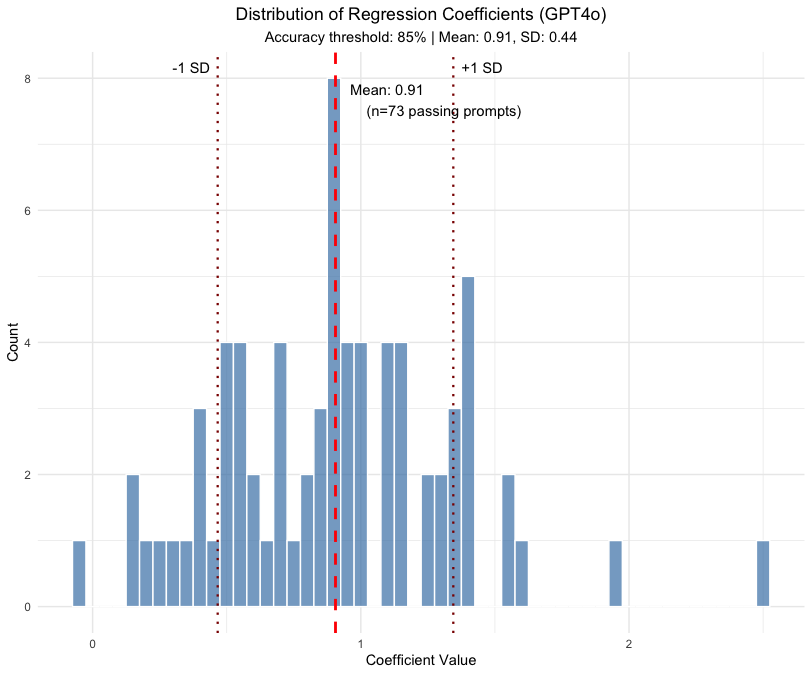 Distribution of Regression Coefficients (GPT4o)
Accuracy threshold: 85% | Mean: 0.91, SD: 0.44
-1 SD
+1 SD
Mean: 0.91
(n=73 passing prompts)
8
6
4
2
0
Count
0
1
2
Coefficient Value